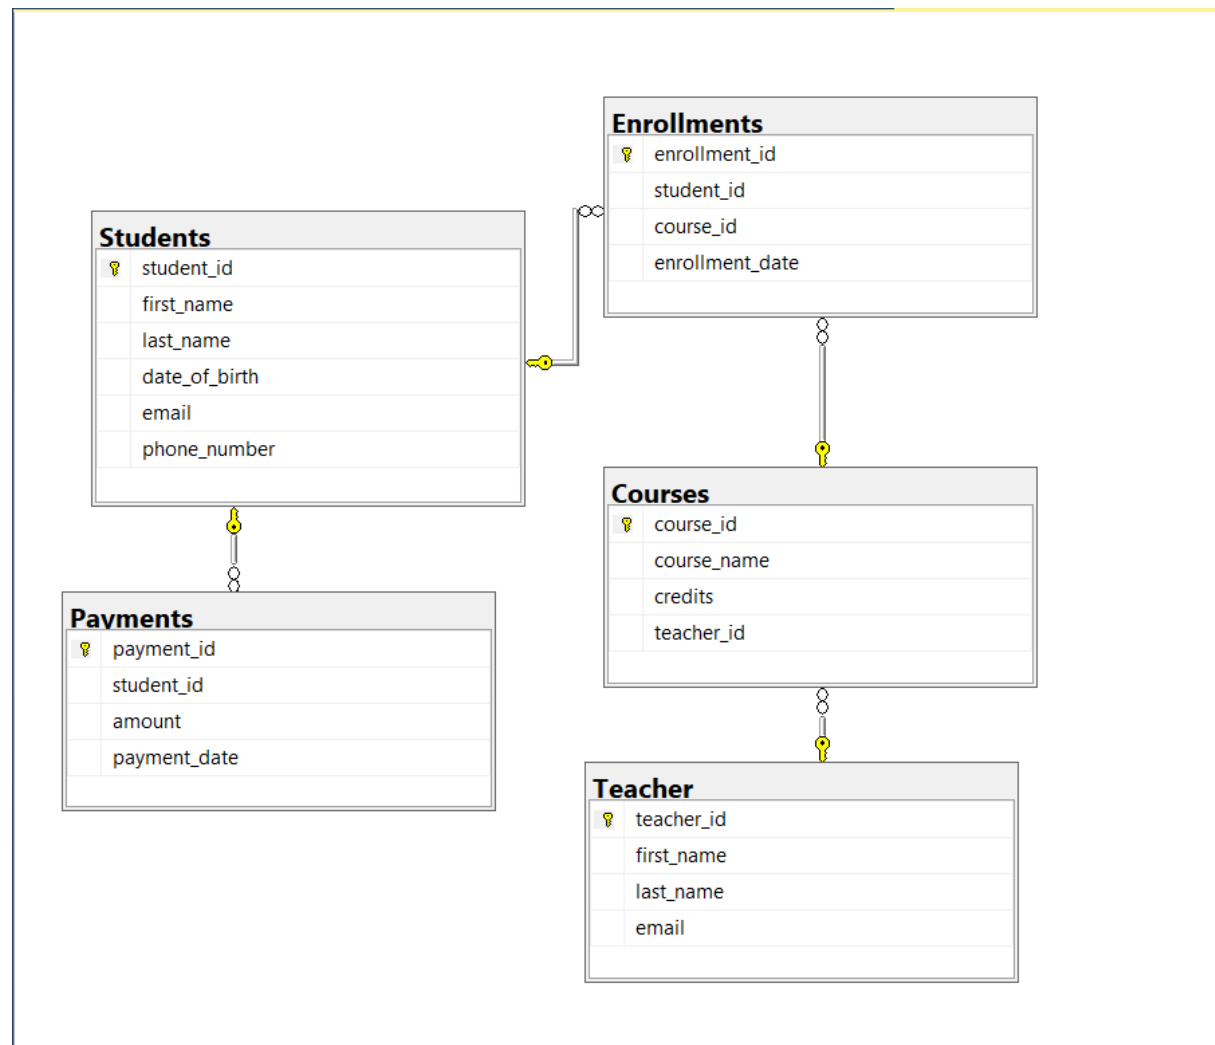 Enrollments
enrollment_id
student_id
course_id
enrollment_date
Students
student_id
first_name
last_name
date_of_birth
email
phone_number
Courses
course_id
course_name
credits
teacher_id
Payments
payment_id
student_id
amount
payment_date
Teacher
teacher_id
first_name
last_name
email